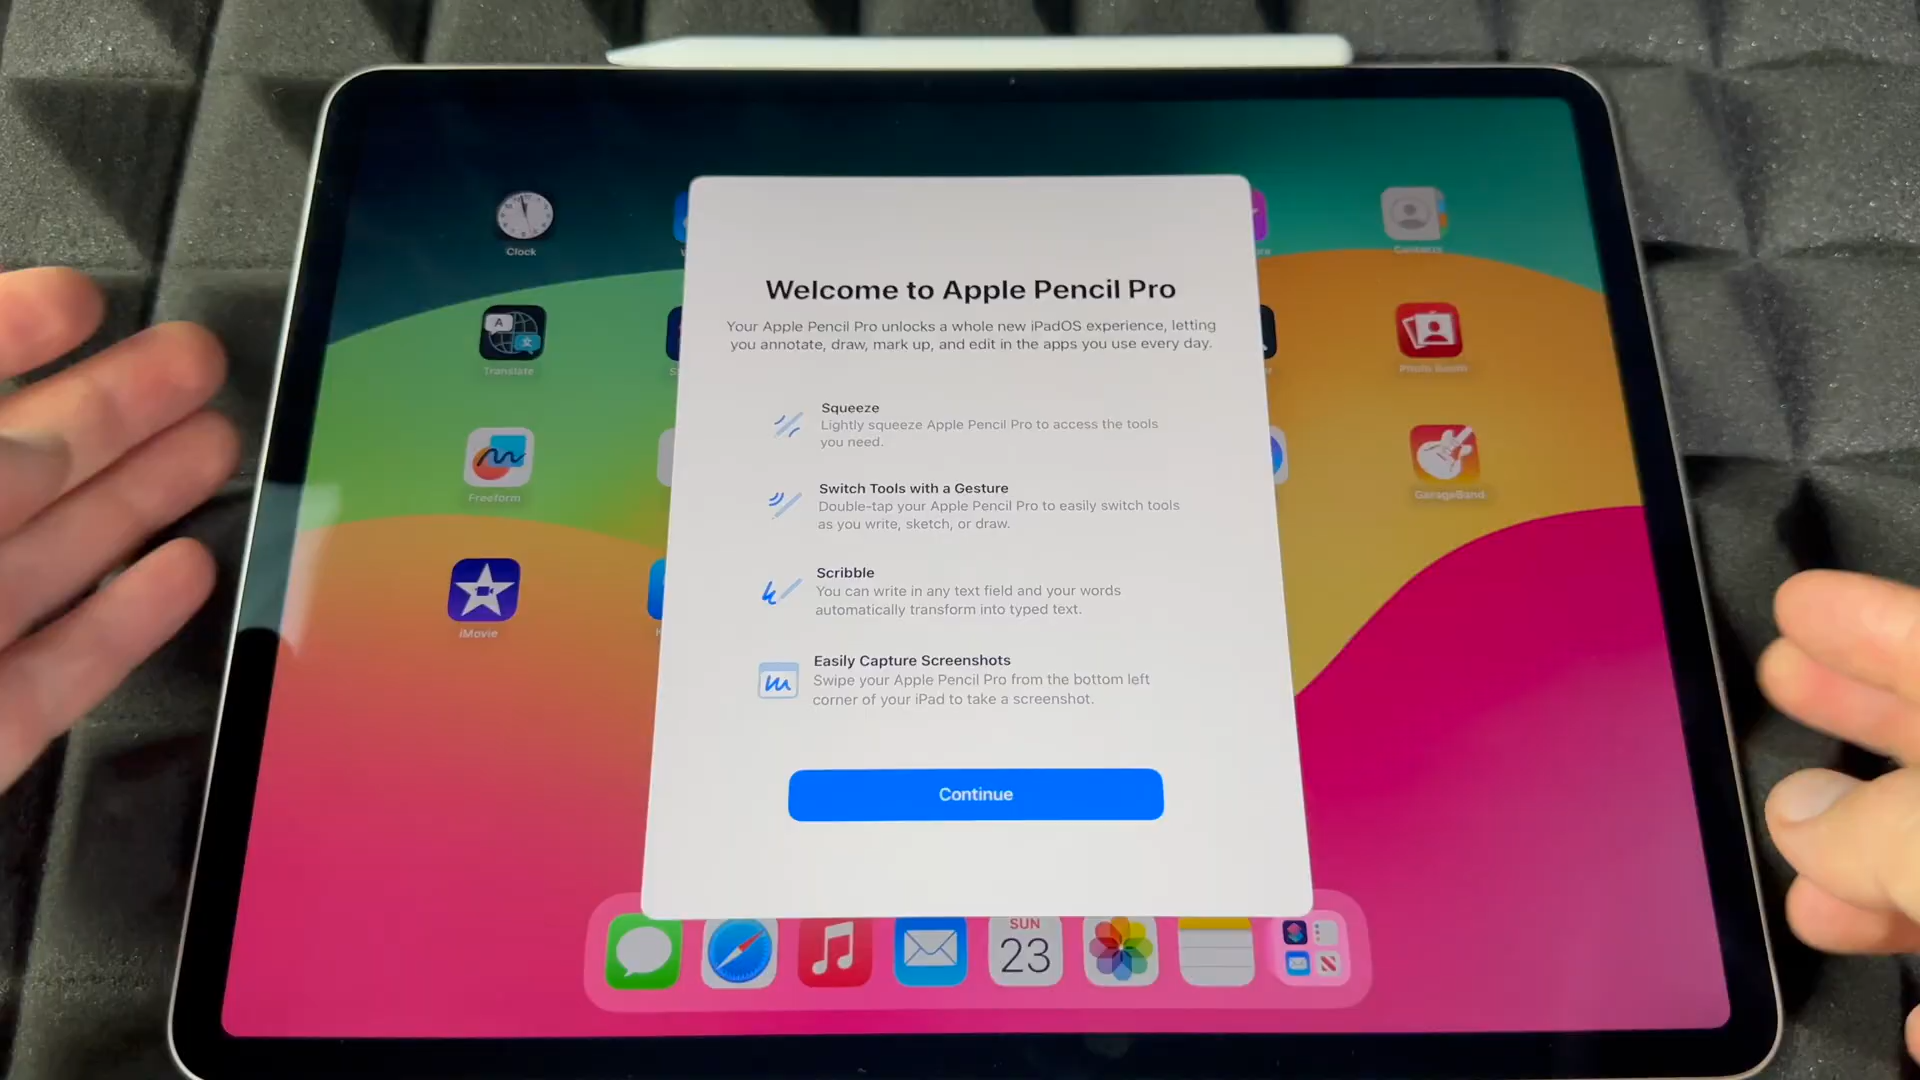 Clock
Contacts
Welcome to Apple Pencil Pro
Your Apple Pencil Pro unlocks a whole new iPadOS experience, letting
you annotate, draw, mark up, and edit in the apps you use every day.
A
Translate
Photo Booth
Squeeze
Lightly squeeze Apple Pencil Pro to access the tools
you need.
Freeform
GarageBand
Switch Tools with a Gesture
Double-tap your Apple Pencil Pro to easily switch tools
as you write, sketch, or draw.
Scribble
You can write in any text field and your words
automatically transform into typed text.
iMovie
Easily Capture Screenshots
Swipe your Apple Pencil Pro from the bottom left
corner of your iPad to take a screenshot.
Continue
SUN
23